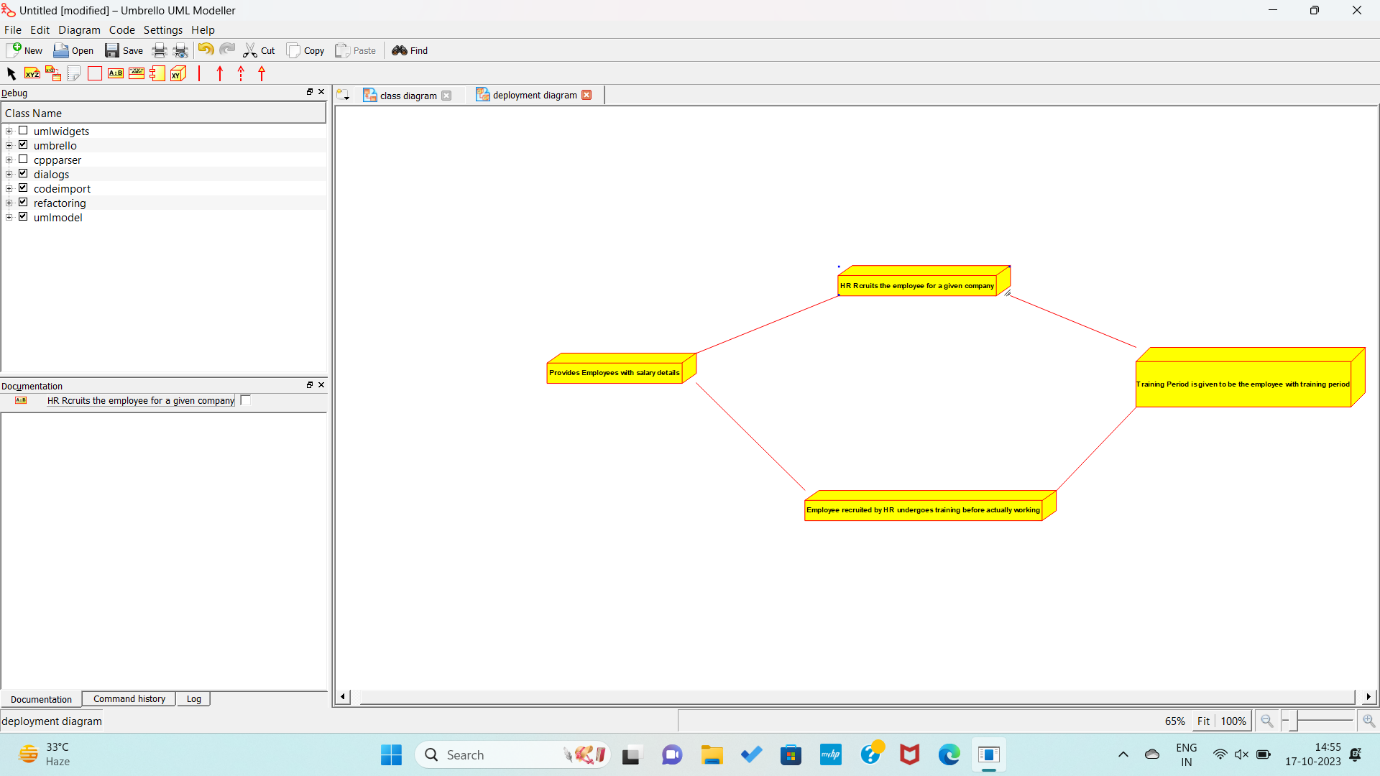 Untitled [modified] – Umbrello UML Modeller
File Edit Diagram Code Settings Help
New Open Save Cut Copy Paste Find
XYZ A:B XY
Debug
class diagram deployment diagram
Class Name
umlwidgets
umbrello
cppparser
dialogs
codeimport
refactoring
umlmodel
HR Rcruits the employee for a given company
Provides Employees with salary details
Training Period is given to be the employee with training period
Employee recruited by HR undergoes training before actually working
Documentation
A:B HR Rcruits the employee for a given company
Documentation Command history Log
deployment diagram
65% Fit 100%
33°C
Haze
Search
myhp
ENG
IN
14:55
17-10-2023